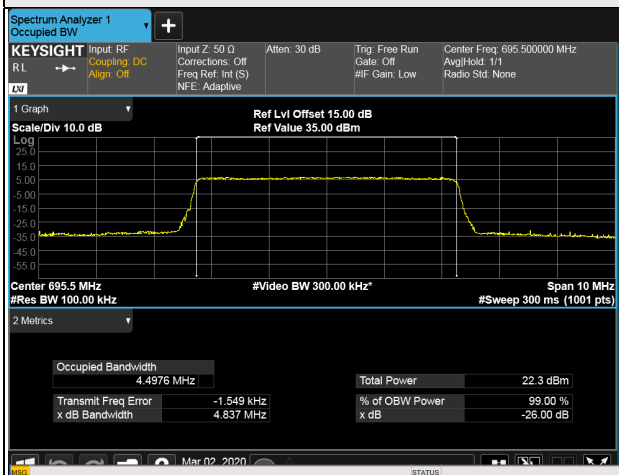 Spectrum Analyzer 1
Occupied BW
+
KEYSIGHT Input: RF Input Z: 50 Ω Atten: 30 dB Trig: Free Run Center Freq: 695.500000 MHz
RL Coupling: DC Corrections: Off Gate: Off Avg|Hold: 1/1
Align: Off Freq Ref: Int (S) #IF Gain: Low Radio Std: None
LXI NFE: Adaptive
1 Graph
Ref Lvl Offset 15.00 dB
Scale/Div 10.0 dB Ref Value 35.00 dBm
Log
25.0
15.0
5.00
-5.00
-15.0
-25.0
-35.0
-45.0
-55.0
Center 695.5 MHz #Video BW 300.00 kHz* Span 10 MHz
#Res BW 100.00 kHz #Sweep 300 ms (1001 pts)
2 Metrics
Occupied Bandwidth
4.4976 MHz Total Power 22.3 dBm
Transmit Freq Error -1.549 kHz % of OBW Power 99.00 %
x dB Bandwidth 4.837 MHz x dB -26.00 dB
Mar 02, 2020
MSG STATUS